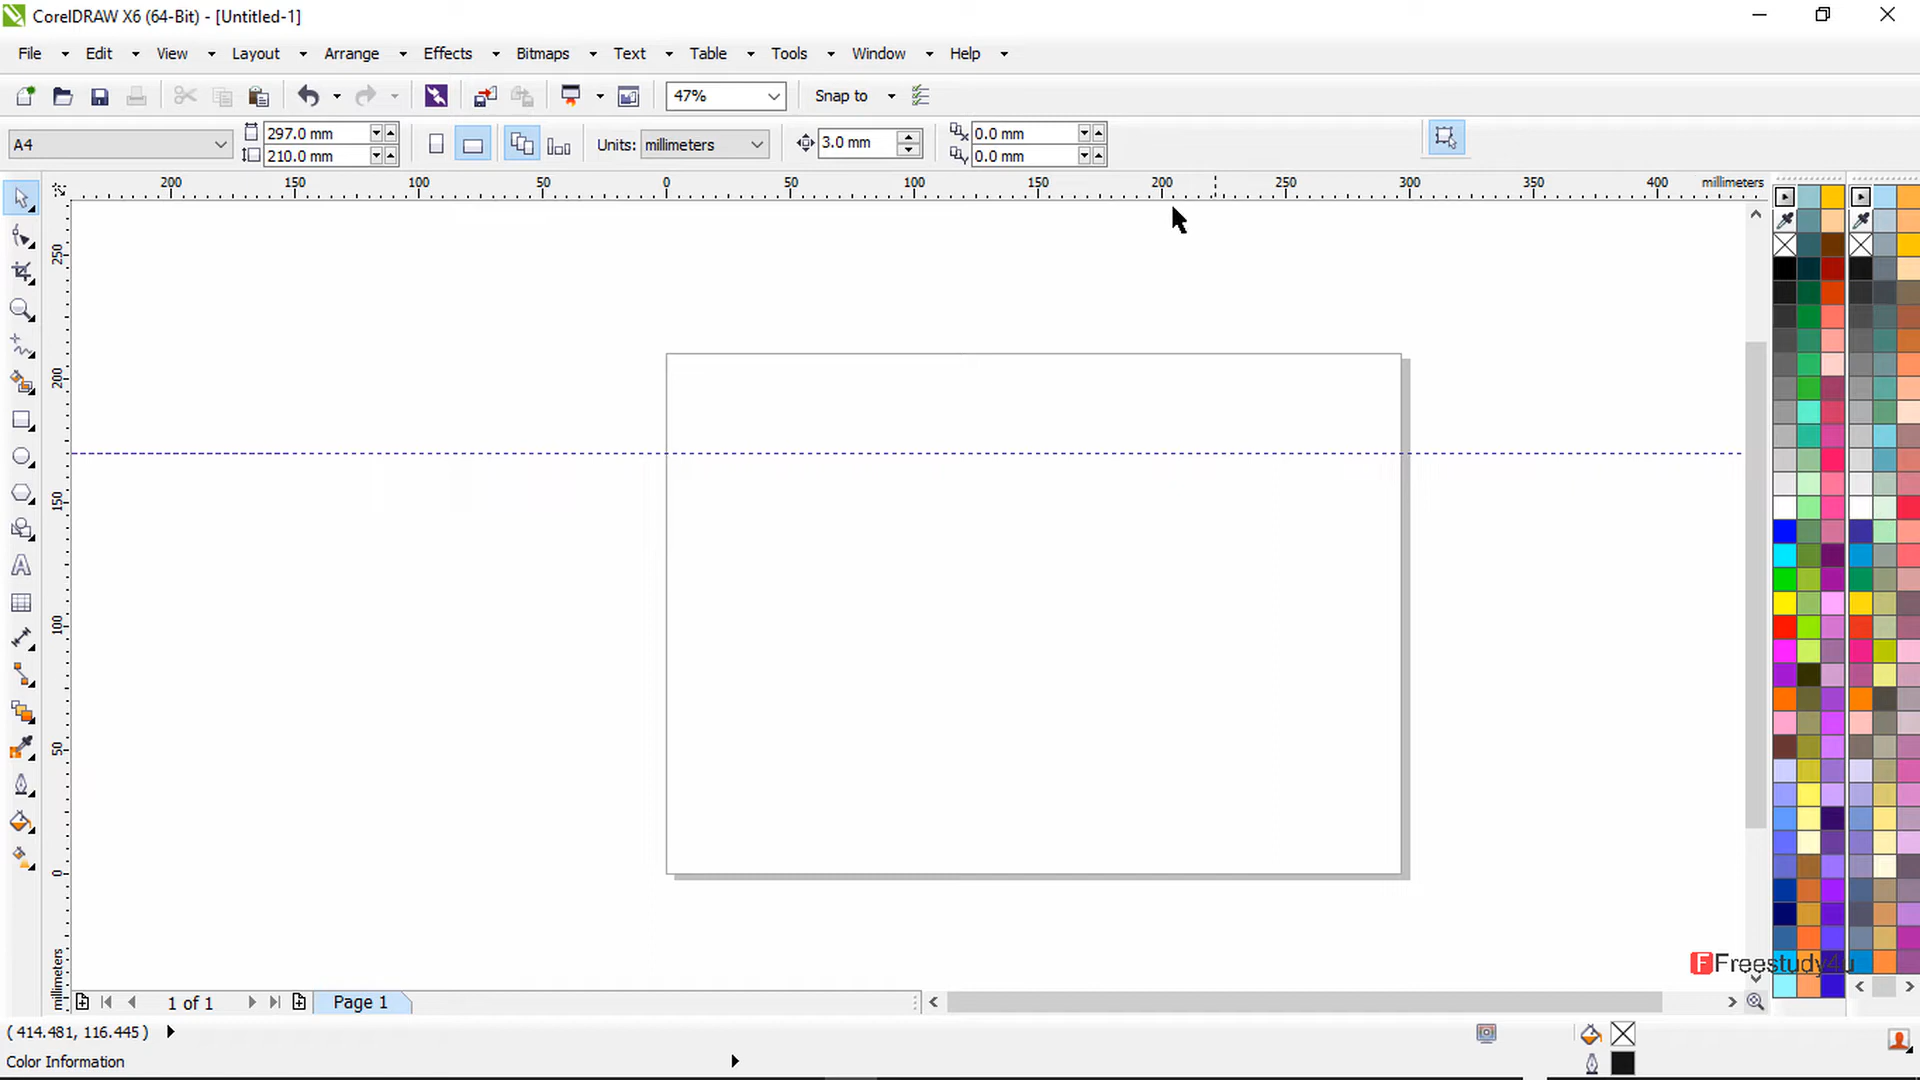 CorelDRAW X6 (64-Bit) - [Untitled-1]
File Edit View Layout Arrange Effects Bitmaps Text Table Tools Window Help
47% Snap to
A4 297.0 mm 210.0 mm Units: millimeters 3.0 mm 0.0 mm 0.0 mm
200 150 100 50 0 50 100 150 200 250 300 350 400 millimeters
250
200
150
100
50
0
millimeters
Freestudy4u
1 of 1 Page 1
( 414.481, 116.445 )
Color Information